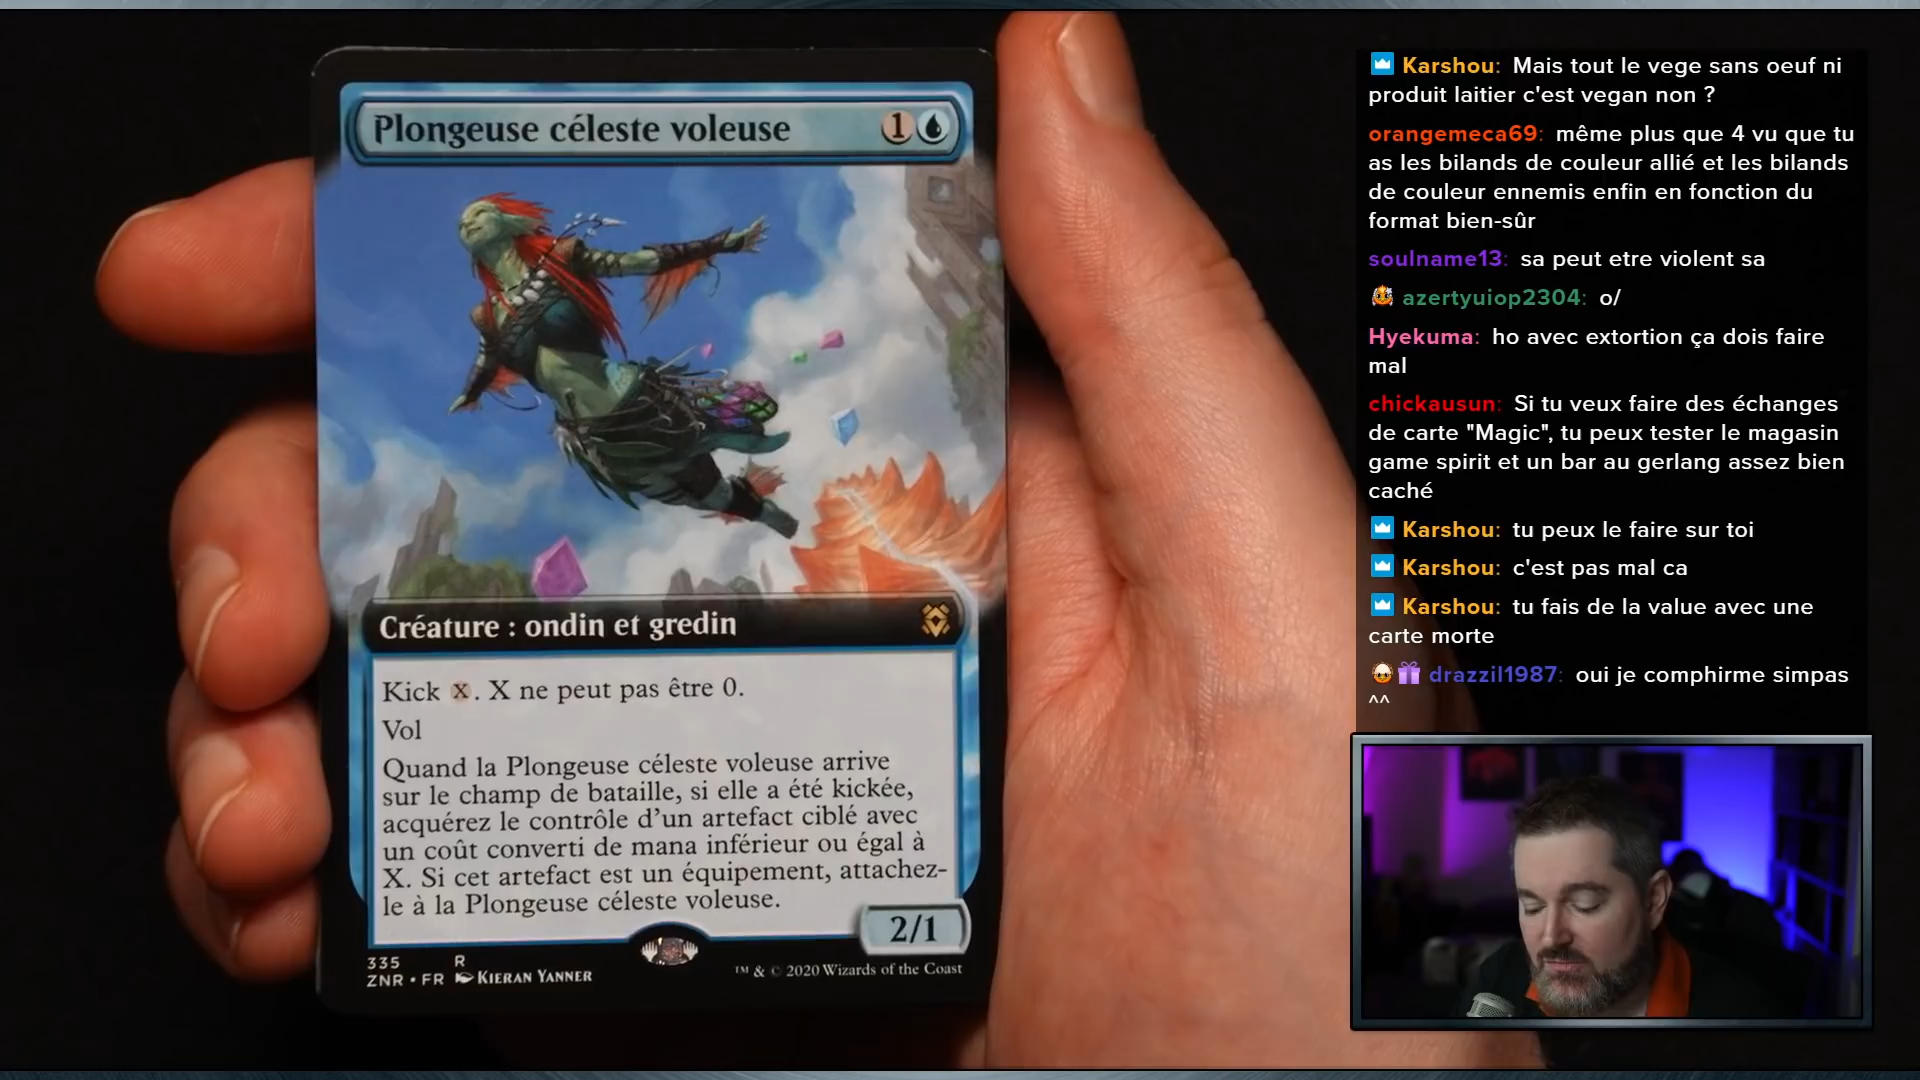 Plongeuse céleste voleuse
1
Créature : ondin et gredin
Kick X. X ne peut pas être 0.
Vol
Quand la Plongeuse céleste voleuse arrive
sur le champ de bataille, si elle a été kickée,
acquérez le contrôle d'un artefact ciblé avec
un coût converti de mana inférieur ou égal à
X. Si cet artefact est un équipement, attachez-
le à la Plongeuse céleste voleuse.
2/1
335 R
ZNR • FR KIERAN YANNER
™ & © 2020 Wizards of the Coast
Karshou: Mais tout le vege sans oeuf ni
produit laitier c'est vegan non ?
orangemeca69: même plus que 4 vu que tu
as les bilands de couleur allié et les bilands
de couleur ennemis enfin en fonction du
format bien-sûr
soulname13: sa peut etre violent sa
azertyuiop2304: o/
Hyekuma: ho avec extortion ça dois faire
mal
chickausun: Si tu veux faire des échanges
de carte "Magic", tu peux tester le magasin
game spirit et un bar au gerlang assez bien
caché
Karshou: tu peux le faire sur toi
Karshou: c'est pas mal ca
Karshou: tu fais de la value avec une
carte morte
drazzil1987: oui je comphirme simpas
^^